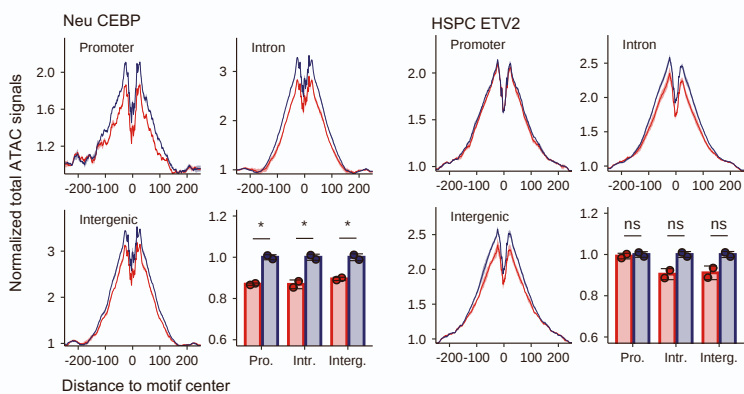 Neu CEBP
HSPC ETV2
Promoter
Intron
Promoter
Intron
2.0
1.6
1.2
3
2
1
2.0
1.5
1.0
2.5
2.0
1.5
1.0
-200 -100 0 100 200
-200 -100 0 100 200
-200 -100 0 100 200
-200 -100 0 100 200
Normalized total ATAC signals
Intergenic
3
2
1
1.0
0.8
0.6
* * *
Intergenic
2.5
2.0
1.5
1.0
1.0
0.8
0.6
ns ns ns
-200 -100 0 100 200
Pro. Intr. Interg.
-200 -100 0 100 200
Pro. Intr. Interg.
Distance to motif center